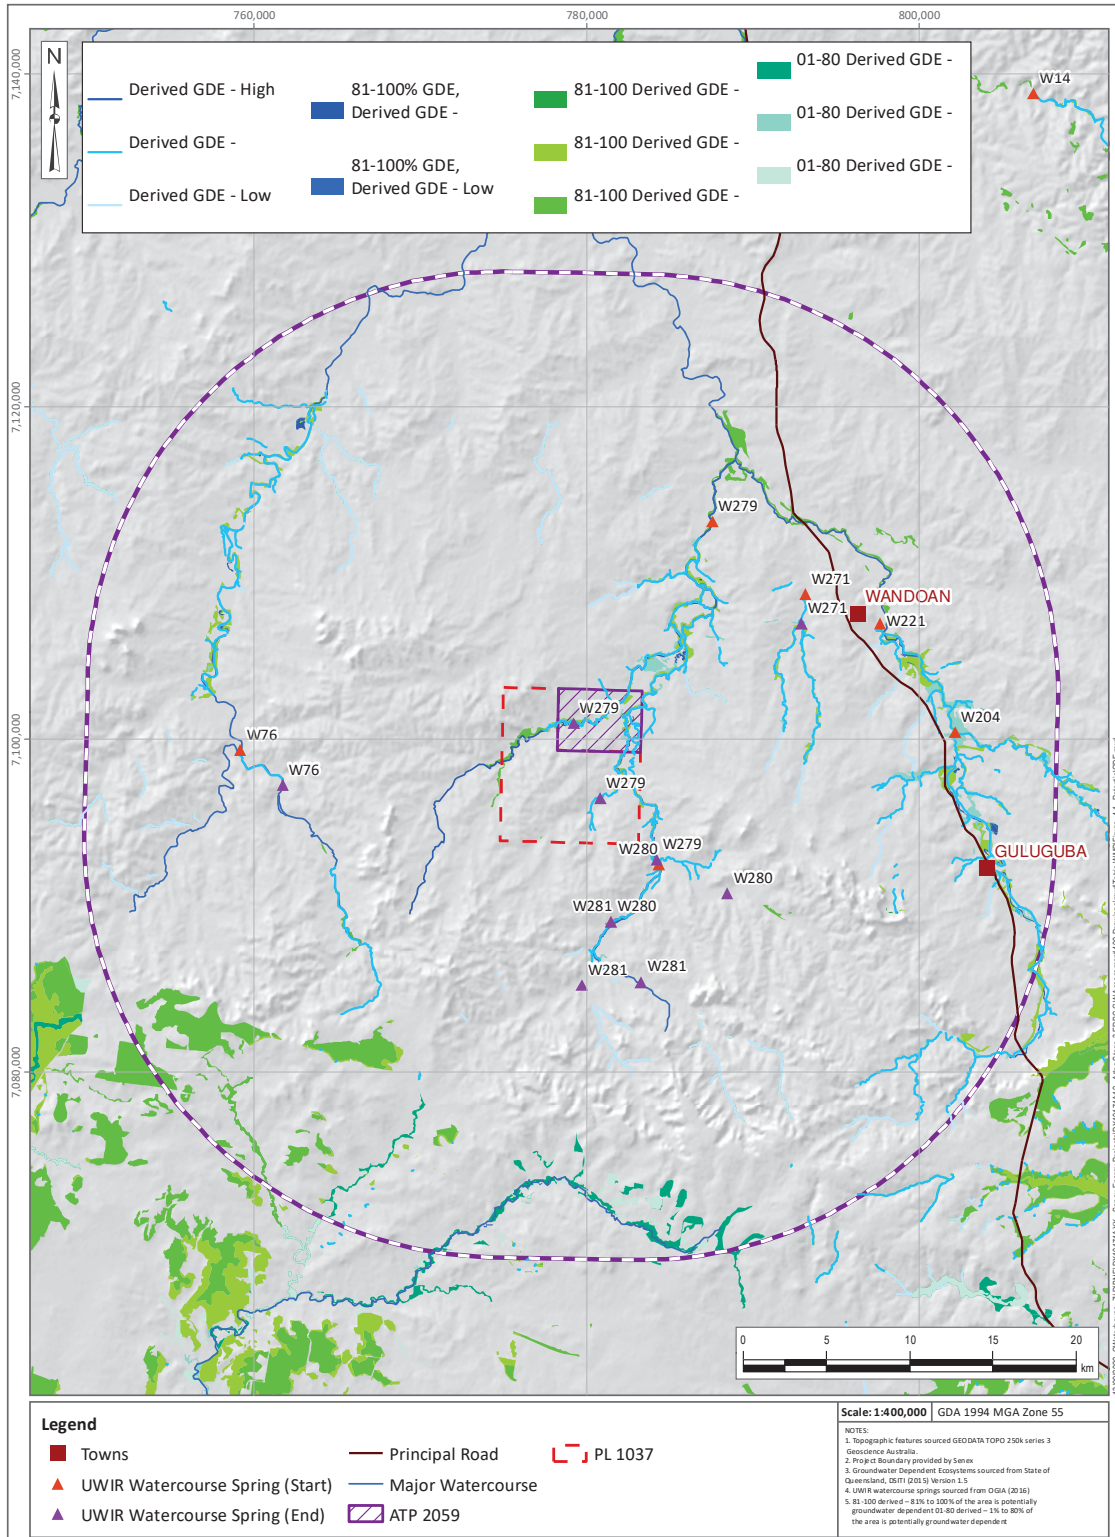 760,000
780,000
800,000
7,140,000
7,120,000
7,100,000
7,080,000
N
Derived GDE - High
Derived GDE -
Derived GDE - Low
81-100% GDE,
Derived GDE -
81-100% GDE,
Derived GDE - Low
81-100 Derived GDE -
81-100 Derived GDE -
81-100 Derived GDE -
01-80 Derived GDE -
01-80 Derived GDE -
01-80 Derived GDE -
W14
W279
W271
W271
WANDOAN
W221
W279
W204
W76
W76
W279
W280
W279
GULUGUBA
W280
W281
W280
W281
W281
0
5
10
15
20
km
Legend
Towns
UWIR Watercourse Spring (Start)
UWIR Watercourse Spring (End)
Principal Road
Major Watercourse
ATP 2059
PL 1037
Scale: 1:400,000
GDA 1994 MGA Zone 55
NOTES:
1. Topographic features sourced GEODATA TOPO 250k series 3
Geoscience Australia.
2. Project Boundary provided by Senex
3. Groundwater Dependent Ecosystems sourced from State of
Queensland, DSITI (2015) Version 1.5
4. UWIR watercourse springs sourced from OGIA (2016)
5. 81-100 derived – 81% to 100% of the area is potentially
groundwater dependent 01-80 derived – 1% to 80% of
the area is potentially groundwater dependent